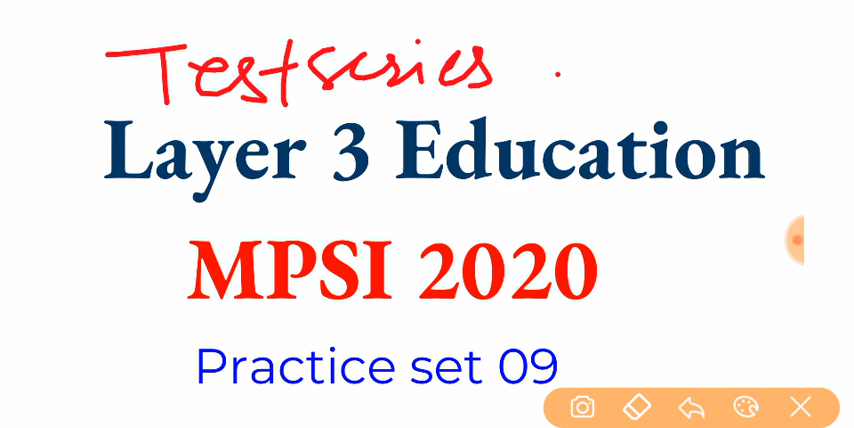 Testseries .
Layer 3 Education
MPSI 2020
Practice set 09